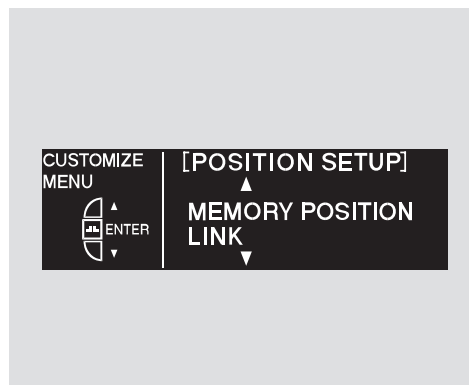 CUSTOMIZE
MENU
ENTER
[POSITION SETUP]
MEMORY POSITION
LINK